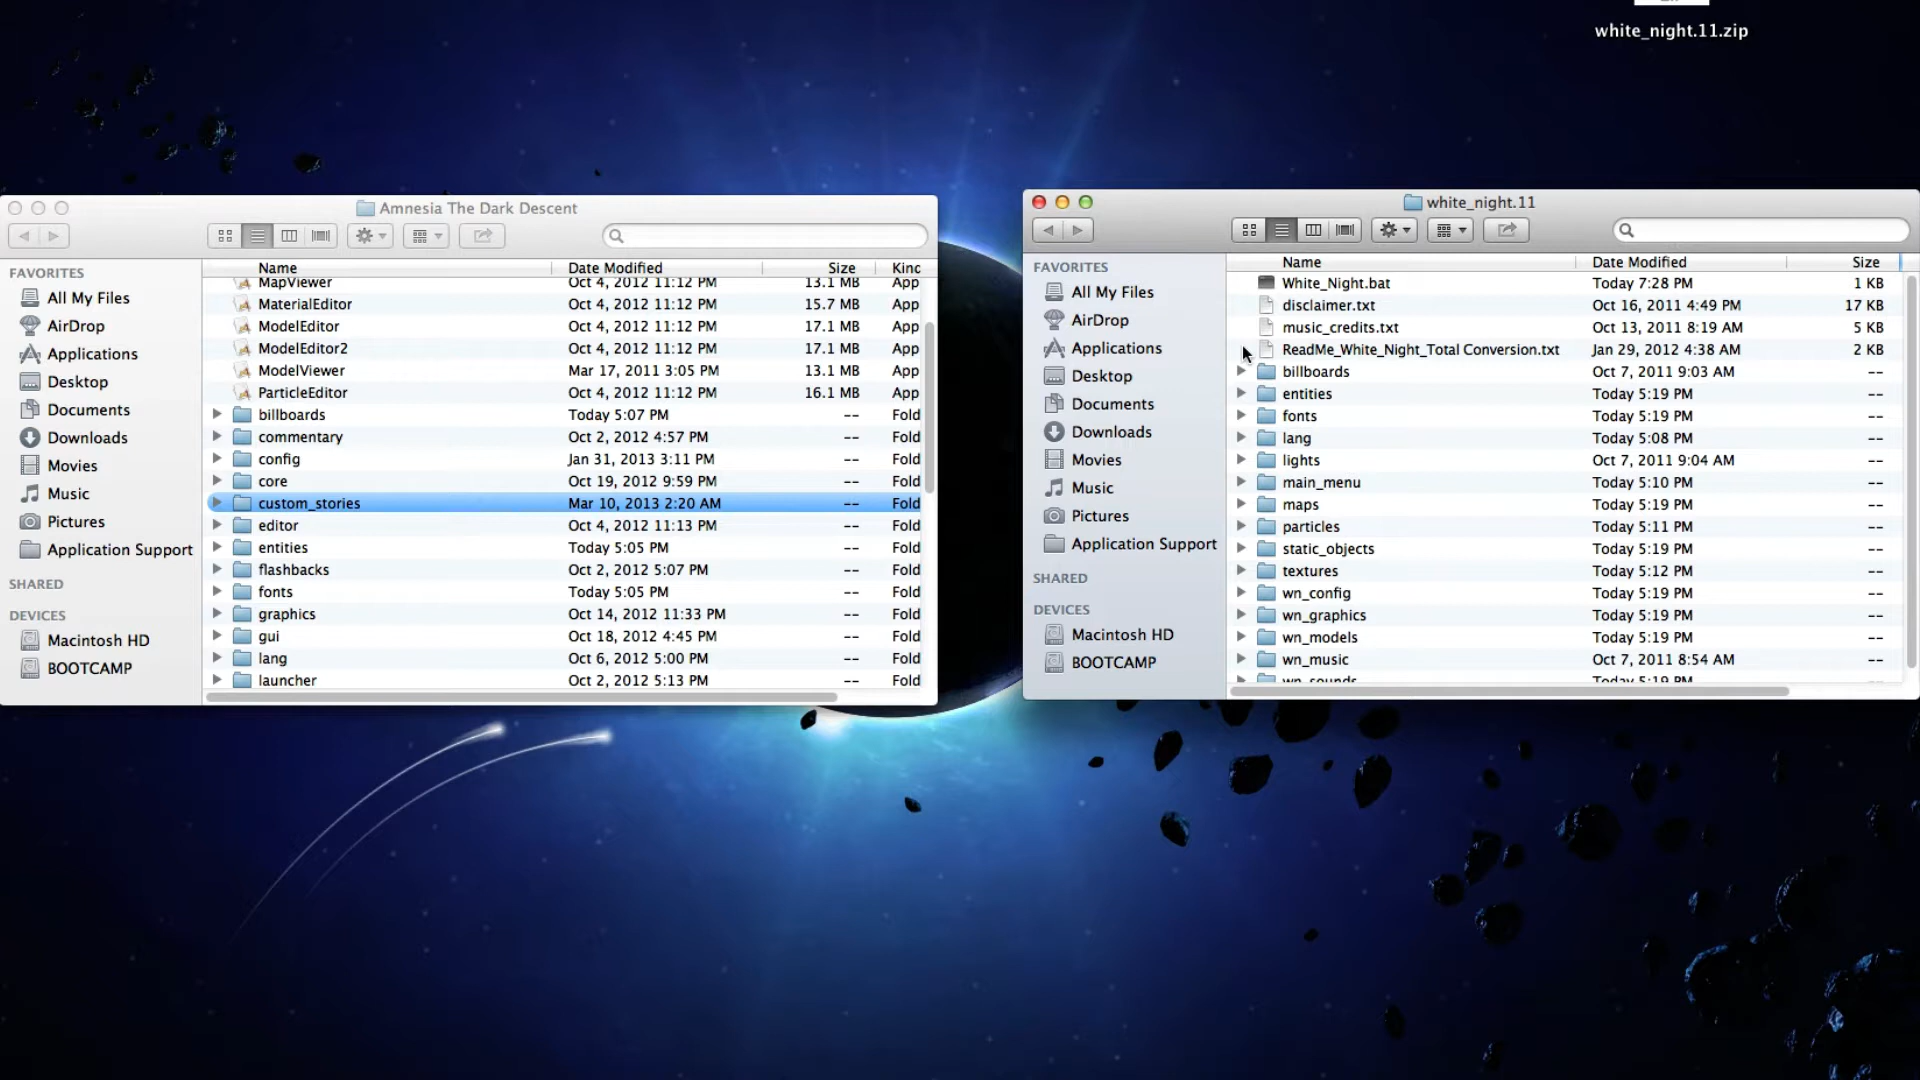 white_night.11.zip
Amnesia The Dark Descent
FAVORITES
All My Files
AirDrop
Applications
Desktop
Documents
Downloads
Movies
Music
Pictures
Application Support
SHARED
DEVICES
Macintosh HD
BOOTCAMP
Name Date Modified Size Kinc
MapViewer Oct 4, 2012 11:12 PM 13.1 MB App
MaterialEditor Oct 4, 2012 11:12 PM 15.7 MB App
ModelEditor Oct 4, 2012 11:12 PM 17.1 MB App
ModelEditor2 Oct 4, 2012 11:12 PM 17.1 MB App
ModelViewer Mar 17, 2011 3:05 PM 13.1 MB App
ParticleEditor Oct 4, 2012 11:12 PM 16.1 MB App
billboards Today 5:07 PM -- Fold
commentary Oct 2, 2012 4:57 PM -- Fold
config Jan 31, 2013 3:11 PM -- Fold
core Oct 19, 2012 9:59 PM -- Fold
custom_stories Mar 10, 2013 2:20 AM -- Fold
editor Oct 4, 2012 11:13 PM -- Fold
entities Today 5:05 PM -- Fold
flashbacks Oct 2, 2012 5:07 PM -- Fold
fonts Today 5:05 PM -- Fold
graphics Oct 14, 2012 11:33 PM -- Fold
gui Oct 18, 2012 4:45 PM -- Fold
lang Oct 6, 2012 5:00 PM -- Fold
launcher Oct 2, 2012 5:13 PM -- Fold
white_night.11
FAVORITES
All My Files
AirDrop
Applications
Desktop
Documents
Downloads
Movies
Music
Pictures
Application Support
SHARED
DEVICES
Macintosh HD
BOOTCAMP
Name Date Modified Size
White_Night.bat Today 7:28 PM 1 KB
disclaimer.txt Oct 16, 2011 4:49 PM 17 KB
music_credits.txt Oct 13, 2011 8:19 AM 5 KB
ReadMe_White_Night_Total Conversion.txt Jan 29, 2012 4:38 AM 2 KB
billboards Oct 7, 2011 9:03 AM --
entities Today 5:19 PM --
fonts Today 5:19 PM --
lang Today 5:08 PM --
lights Oct 7, 2011 9:04 AM --
main_menu Today 5:10 PM --
maps Today 5:19 PM --
particles Today 5:11 PM --
static_objects Today 5:19 PM --
textures Today 5:12 PM --
wn_config Today 5:19 PM --
wn_graphics Today 5:19 PM --
wn_models Today 5:19 PM --
wn_music Oct 7, 2011 8:54 AM --
wn_sounds Today 5:19 PM --